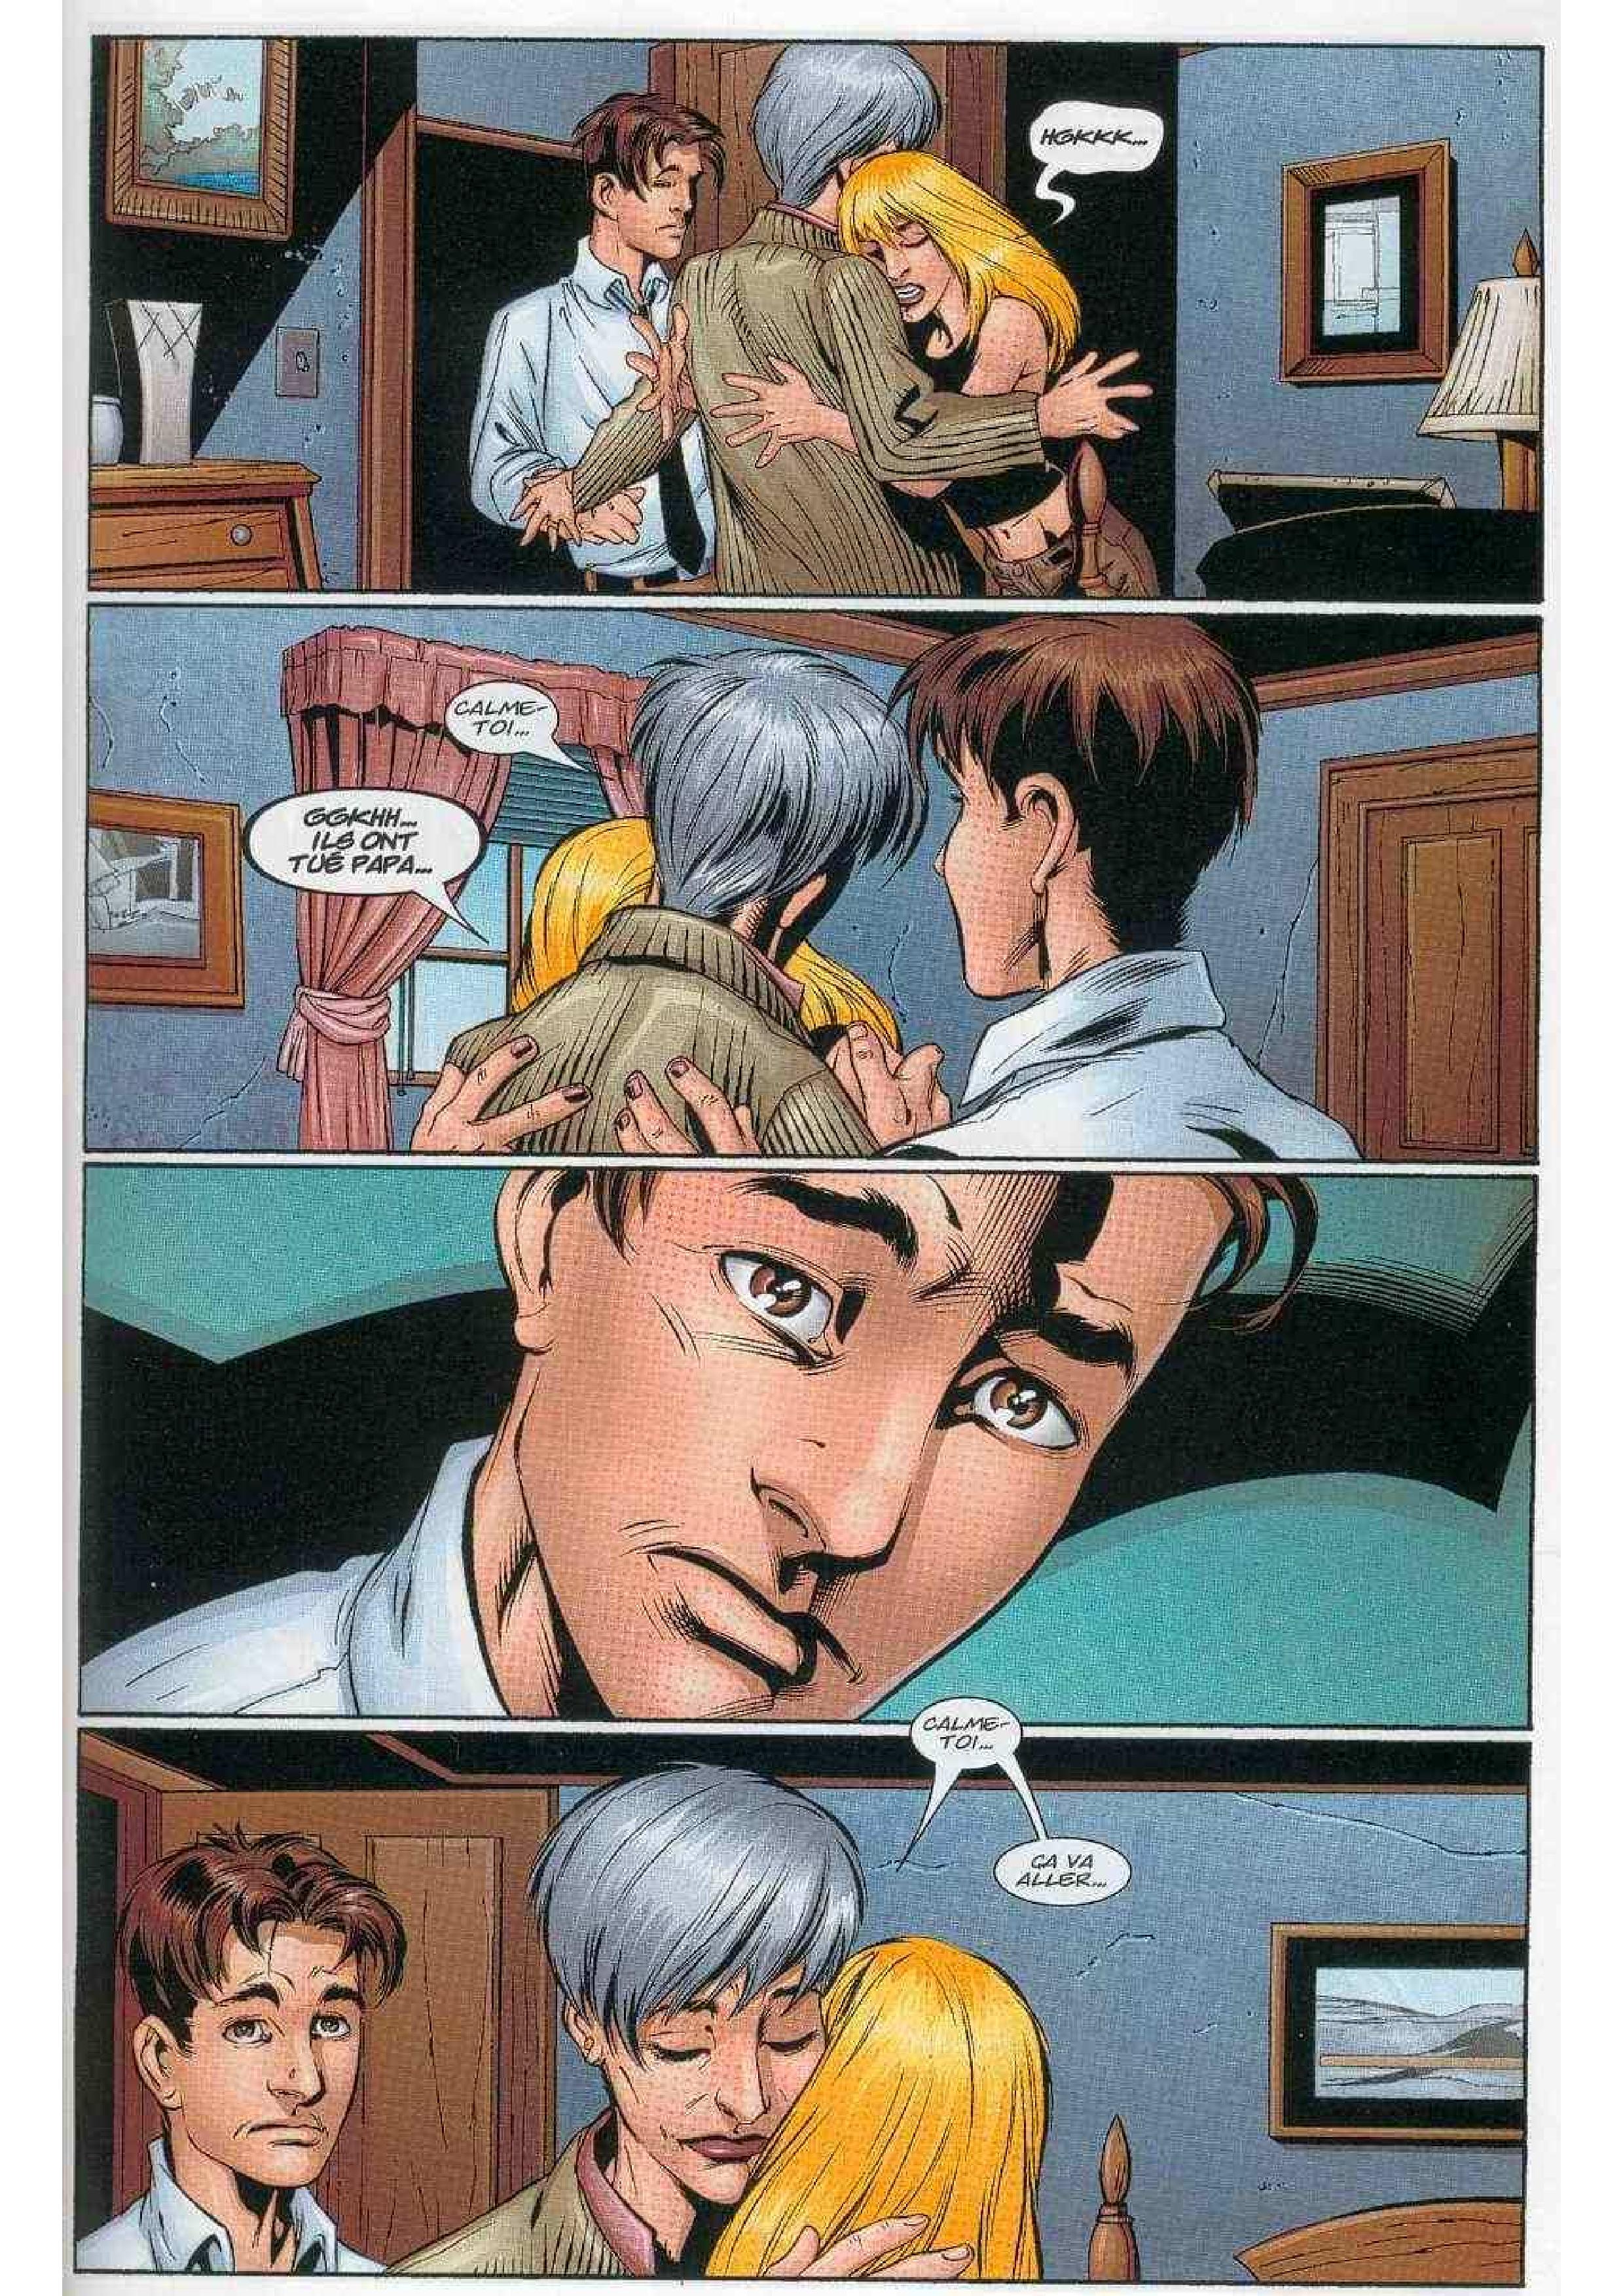 HGKKK...
CALME-
TOI...
GGKHH...
ILS ONT
TUÉ PAPA...
CALME-
TOI...
ÇA VA
ALLER...